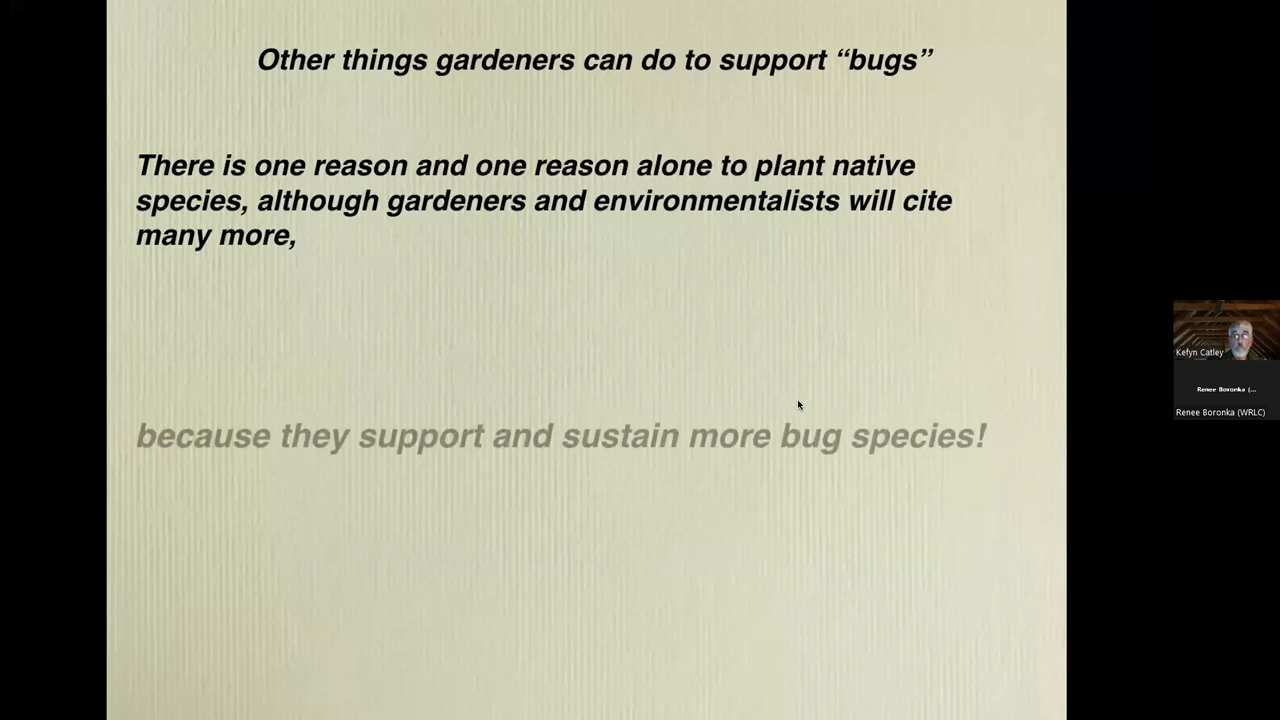 Other things gardeners can do to support “bugs”
There is one reason and one reason alone to plant native
species, although gardeners and environmentalists will cite
many more,
because they support and sustain more bug species!
Kefyn Catley
Renee Boronka (...
Renee Boronka (WRLC)